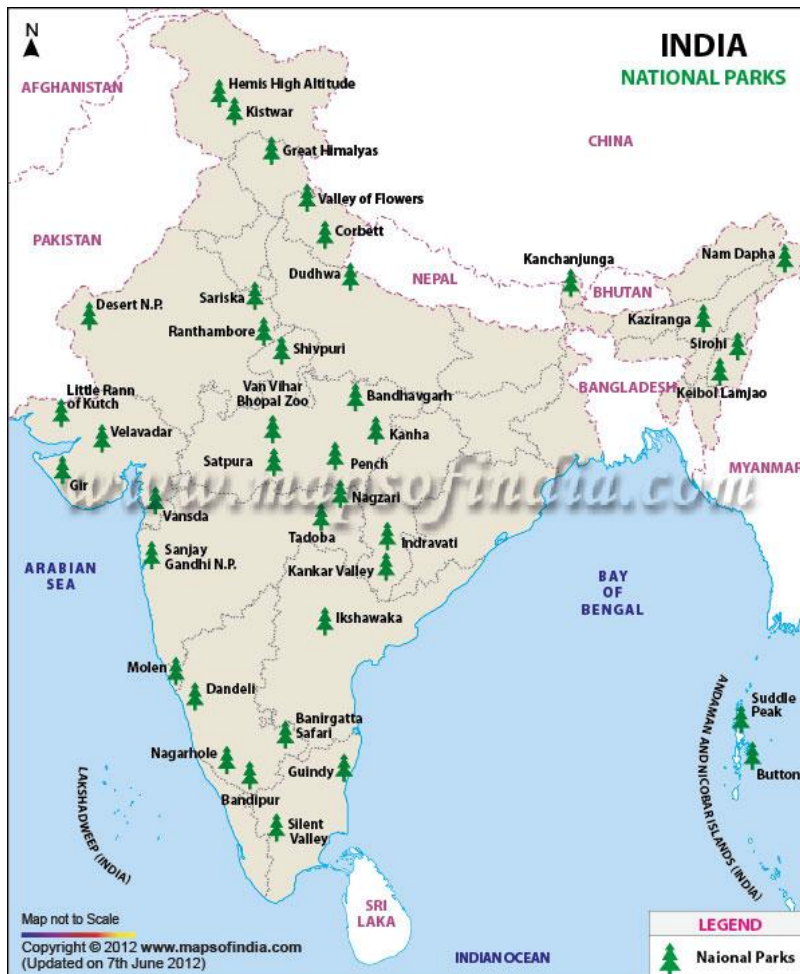 N
INDIA
NATIONAL PARKS
AFGHANISTAN
Hemis High Altitude
Kistwar
Great Himalyas
CHINA
Valley of Flowers
Corbett
PAKISTAN
Dudhwa
NEPAL
Kanchanjunga
BHUTAN
Nam Dapha
Desert N.P.
Sariska
Ranthambore
Shivpuri
Kaziranga
Sirohi
Keibol Lamjao
BANGLADESH
MYANMAR
Little Rann
of Kutch
Velavadar
Gir
Van Vihar
Bhopal Zoo
Bandhavgarh
Kanha
Satpura
Pench
www.mapsofindia.com
Nagzari
Vansda
Tadoba
Indravati
Sanjay
Gandhi N.P.
Kankar Valley
ARABIAN
SEA
BAY
OF
BENGAL
Ikshawaka
Molen
Dandeli
Banirgatta
Safari
Nagarhole
Guindy
Bandipur
Silent
Valley
LAKSHADWEEP (INDIA)
ANDAMAN AND NICOBAR ISLANDS (INDIA)
Suddle
Peak
Button
SRI
LAKA
INDIAN OCEAN
Map not to Scale
Copyright © 2012 www.mapsofindia.com
(Updated on 7th June 2012)
LEGEND
Naional Parks